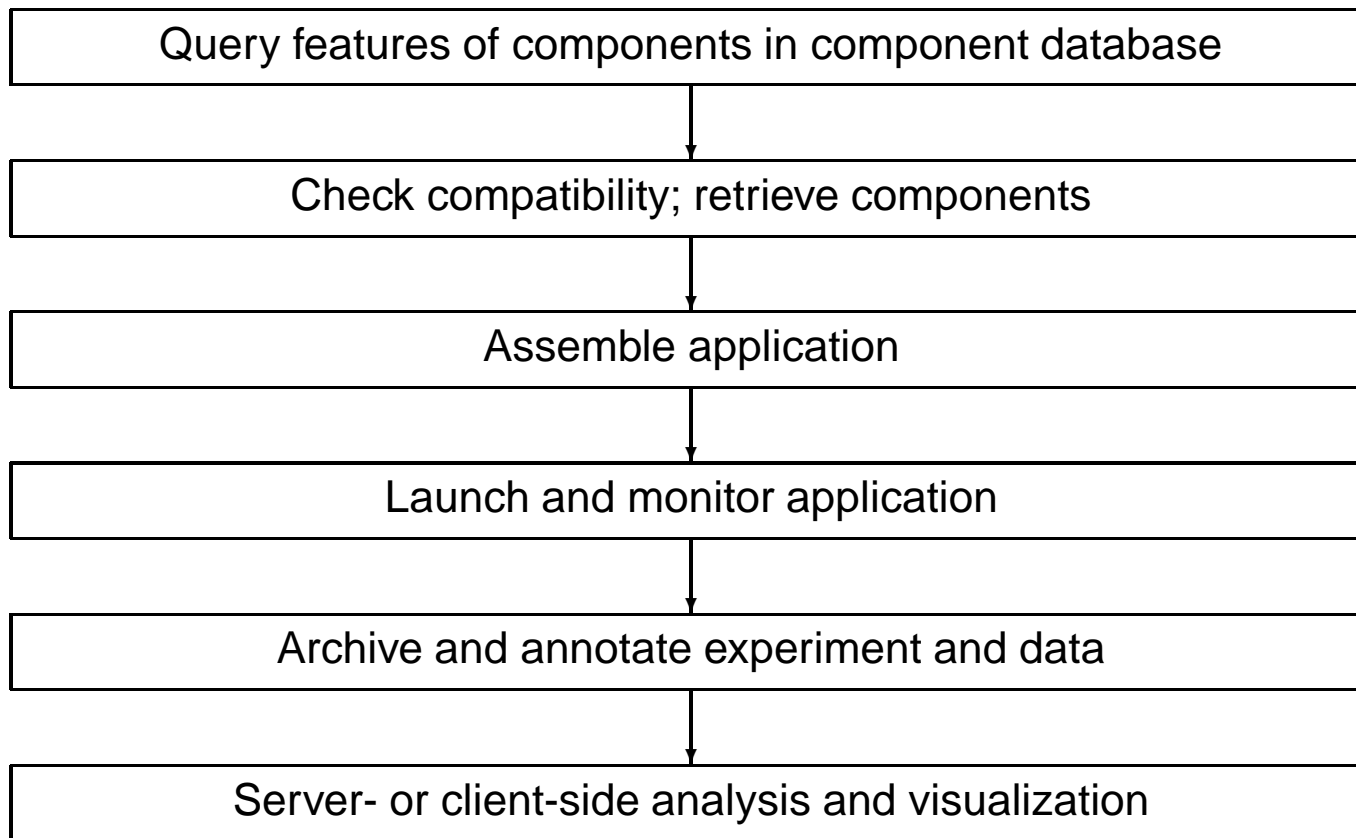 Query features of components in component database
Check compatibility; retrieve components
Assemble application
Launch and monitor application
Archive and annotate experiment and data
Server- or client-side analysis and visualization